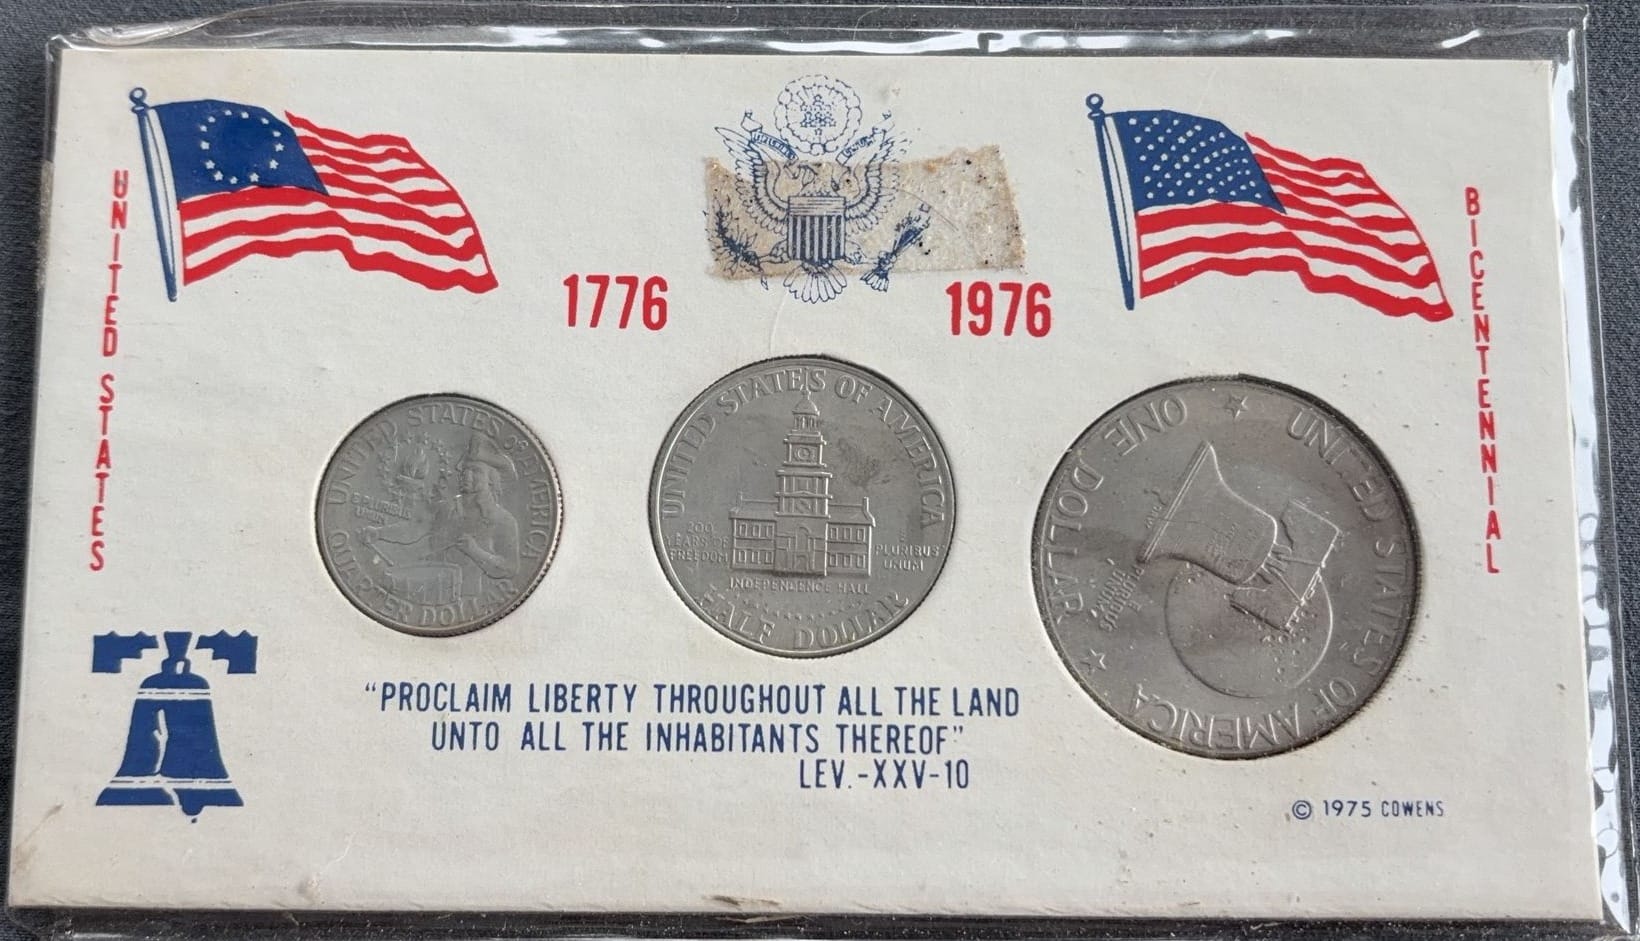 UNITED STATES
1776
1976
BICENTENNIAL
UNITED STATES OF AMERICA
E PLURIBUS
UNUM
QUARTER DOLLAR
UNITED STATES OF AMERICA
200
YEARS OF
FREEDOM
E
PLURIBUS
UNUM
INDEPENDENCE HALL
HALF DOLLAR
UNITED STATES OF AMERICA
E
PLURIBUS
UNUM
ONE DOLLAR
"PROCLAIM LIBERTY THROUGHOUT ALL THE LAND
UNTO ALL THE INHABITANTS THEREOF"
LEV.-XXV-10
© 1975 COWENS